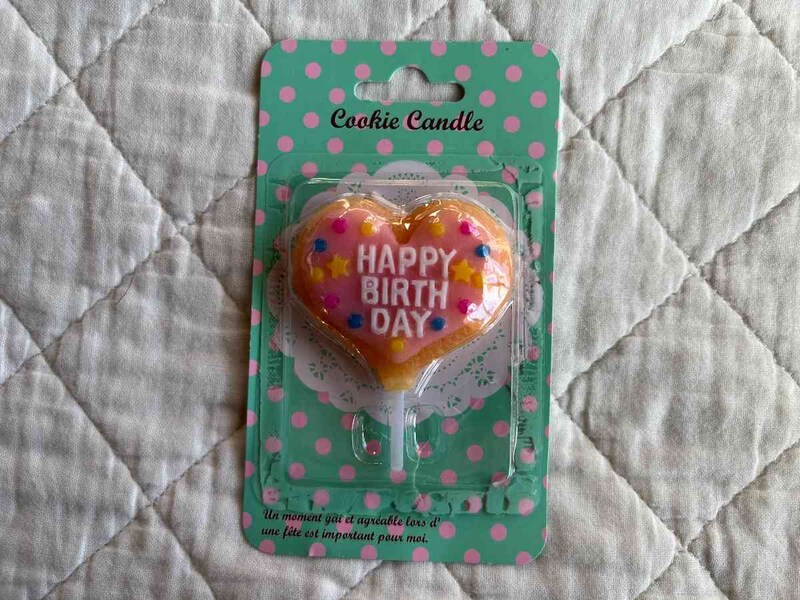 Cookie Candle
HAPPY
BIRTH
DAY
Un moment gai et agréable lors d'
une fête est important pour moi.